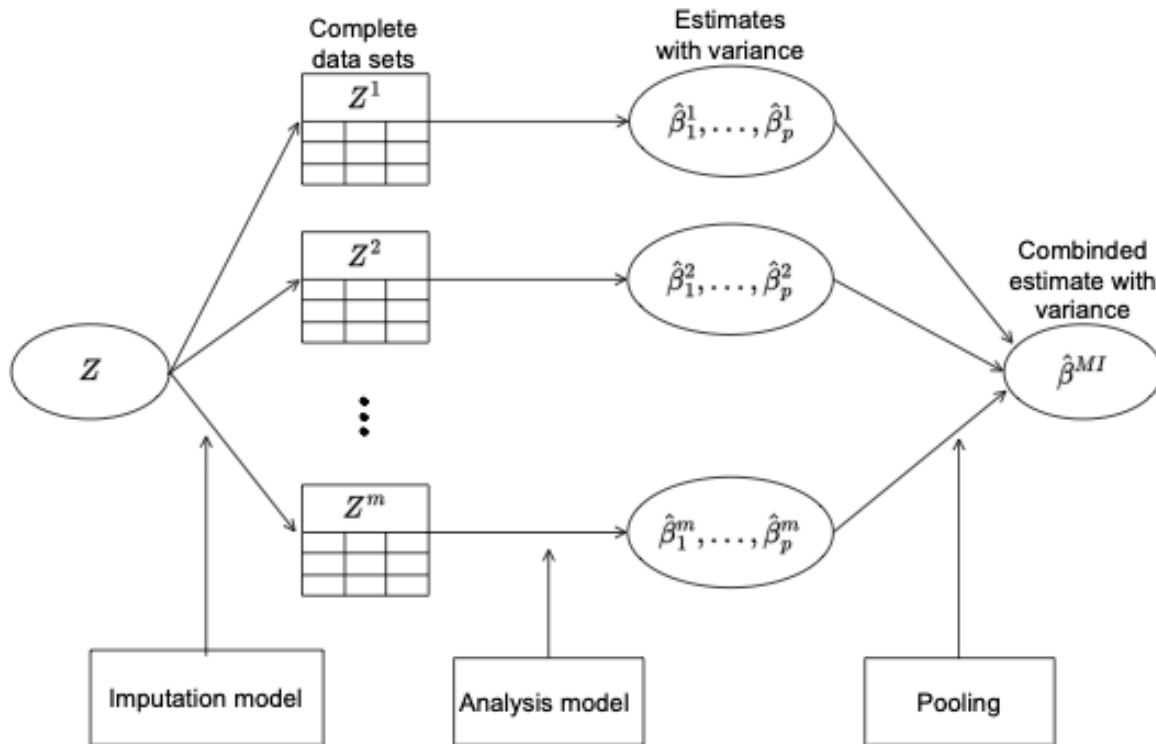 Complete
data sets
Estimates
with variance
Z^1
β̂_1^1, . . . , β̂_p^1
Z^2
β̂_1^2, . . . , β̂_p^2
Combinded
estimate with
variance
Z
β̂^{MI}
Z^m
β̂_1^m, . . . , β̂_p^m
Imputation model
Analysis model
Pooling